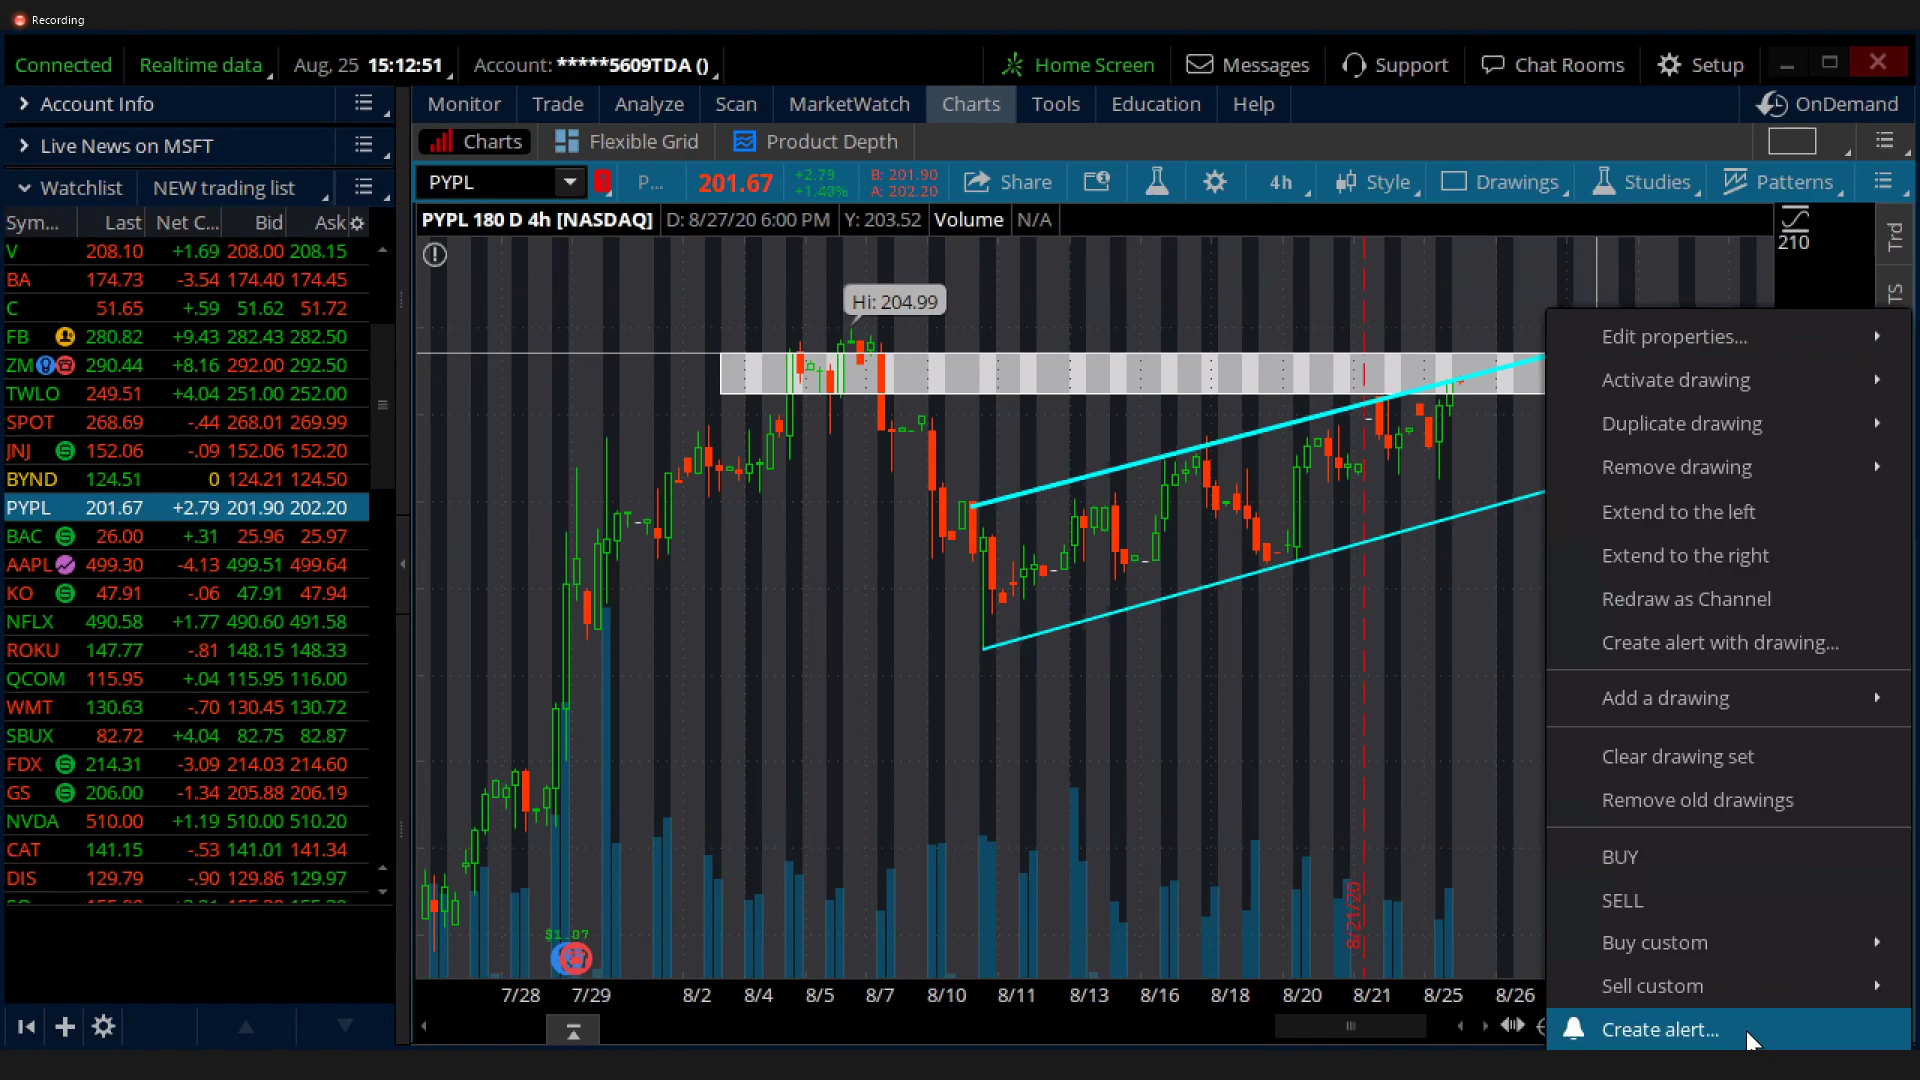 Recording
Connected Realtime data Aug, 25 15:12:51 Account: *****5609TDA () Home Screen Messages Support Chat Rooms Setup
Account Info
Monitor Trade Analyze Scan MarketWatch Charts Tools Education Help OnDemand
Live News on MSFT
Charts Flexible Grid Product Depth
Watchlist NEW trading list
PYPL P... 201.67 +2.79 +1.40% B: 201.90 A: 202.20 Share 4h Style Drawings Studies Patterns
Sym... Last Net C... Bid Ask
PYPL 180 D 4h [NASDAQ] D: 8/27/20 6:00 PM Y: 203.52 Volume N/A
210
Trd
TS
V 208.10 +1.69 208.00 208.15
BA 174.73 -3.54 174.40 174.45
C 51.65 +.59 51.62 51.72
FB 280.82 +9.43 282.43 282.50
ZM 290.44 +8.16 292.00 292.50
TWLO 249.51 +4.04 251.00 252.00
SPOT 268.69 -.44 268.01 269.99
JNJ 152.06 -.09 152.06 152.20
BYND 124.51 0 124.21 124.50
PYPL 201.67 +2.79 201.90 202.20
BAC 26.00 +.31 25.96 25.97
AAPL 499.30 -4.13 499.51 499.64
KO 47.91 -.06 47.91 47.94
NFLX 490.58 +1.77 490.60 491.58
ROKU 147.77 -.81 148.15 148.33
QCOM 115.95 +.04 115.95 116.00
WMT 130.63 -.70 130.45 130.72
SBUX 82.72 +4.04 82.75 82.87
FDX 214.31 -3.09 214.03 214.60
GS 206.00 -1.34 205.88 206.19
NVDA 510.00 +1.19 510.00 510.20
CAT 141.15 -.53 141.01 141.34
DIS 129.79 -.90 129.86 129.97
Hi: 204.99
8/21/20
$1.07
7/28 7/29 8/2 8/4 8/5 8/7 8/10 8/11 8/13 8/16 8/18 8/20 8/21 8/25 8/26
Edit properties...
Activate drawing
Duplicate drawing
Remove drawing
Extend to the left
Extend to the right
Redraw as Channel
Create alert with drawing...
Add a drawing
Clear drawing set
Remove old drawings
BUY
SELL
Buy custom
Sell custom
Create alert...